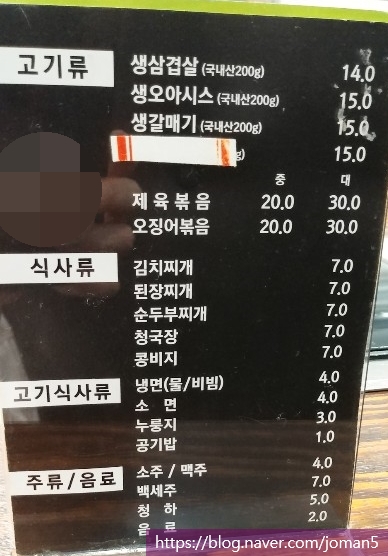 고기류
생삼겹살 (국내산200g) 14.0
생오아시스 (국내산200g) 15.0
생갈매기 (국내산200g) 15.0
g) 15.0
중 대
제육볶음 20.0 30.0
오징어볶음 20.0 30.0
식사류
김치찌개 7.0
된장찌개 7.0
순두부찌개 7.0
청국장 7.0
콩비지 7.0
고기식사류
냉면(물/비빔) 4.0
소 면 4.0
누룽지 3.0
공기밥 1.0
주류/음료
소주 / 맥주 4.0
백세주 7.0
청 하 5.0
음 료 2.0
https://blog.naver.com/joman5